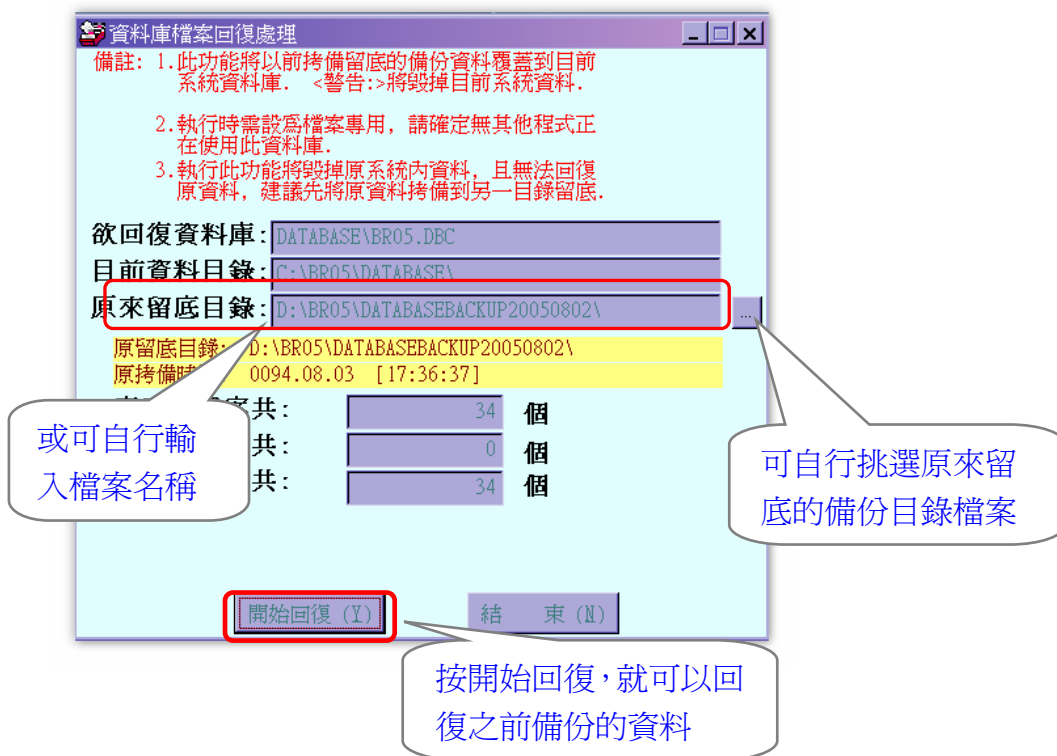 資料庫檔案回復處理
備註: 1.此功能將以前拷備留底的備份資料覆蓋到目前
系統資料庫. <警告:>將毀掉目前系統資料.
2.執行時需設為檔案專用, 請確定無其他程式正
在使用此資料庫.
3.執行此功能將毀掉原系統內資料, 且無法回復
原資料, 建議先將原資料拷備到另一目錄留底.
欲回復資料庫: DATABASE\BR05.DBC
目前資料目錄: C:\BR05\DATABASE\
原來留底目錄: D:\BR05\DATABASEBACKUP20050802\
...
原留底目錄: D:\BR05\DATABASEBACKUP20050802\
原拷備時 0094.08.03 [17:36:37]
共: 34 個
共: 0 個
共: 34 個
或可自行輸
入檔案名稱
可自行挑選原來留
底的備份目錄檔案
開始回復(Y)
結 束(N)
按開始回復,就可以回
復之前備份的資料